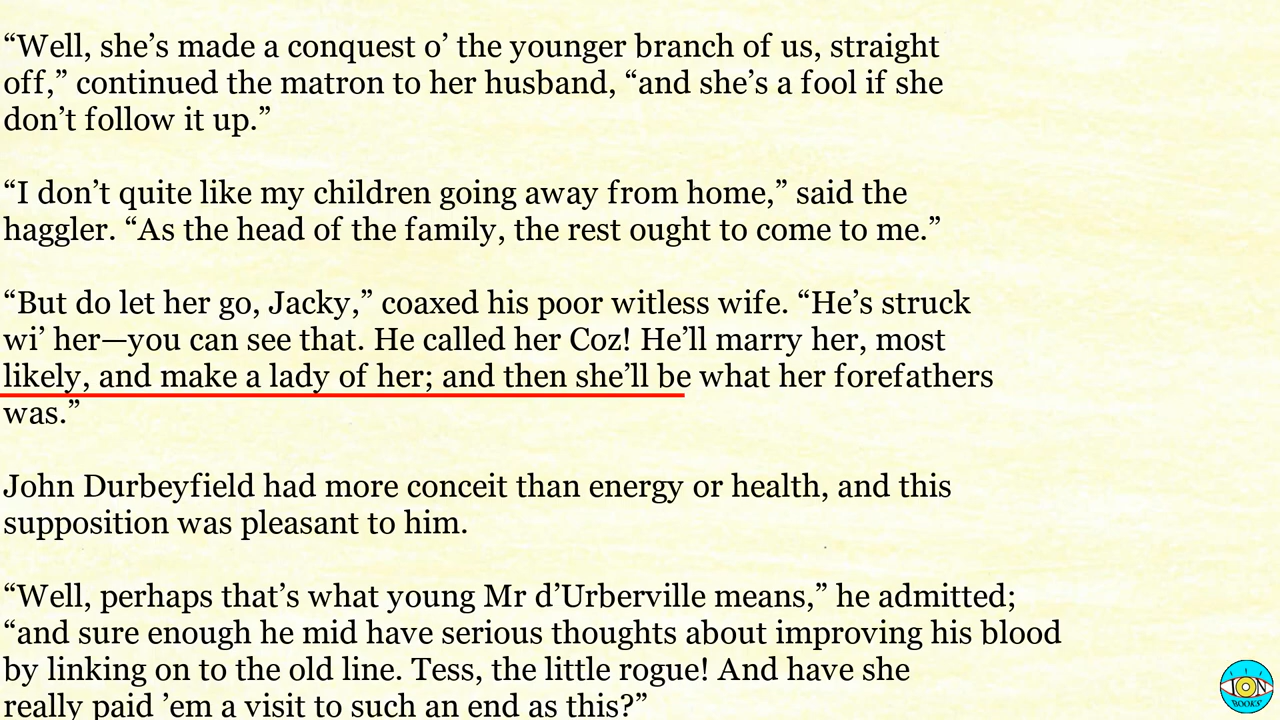 “Well, she’s made a conquest o’ the younger branch of us, straight
off,” continued the matron to her husband, “and she’s a fool if she
don’t follow it up.”
“I don’t quite like my children going away from home,” said the
haggler. “As the head of the family, the rest ought to come to me.”
“But do let her go, Jacky,” coaxed his poor witless wife. “He’s struck
wi’ her—you can see that. He called her Coz! He’ll marry her, most
likely, and make a lady of her; and then she’ll be what her forefathers
was.”
John Durbeyfield had more conceit than energy or health, and this
supposition was pleasant to him.
“Well, perhaps that’s what young Mr d’Urberville means,” he admitted;
“and sure enough he mid have serious thoughts about improving his blood
by linking on to the old line. Tess, the little rogue! And have she
really paid ’em a visit to such an end as this?”
ION
BOOKS